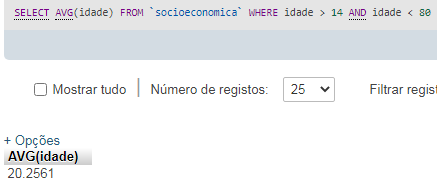 SELECT AVG(idade) FROM `socioeconomica` WHERE idade > 14 AND idade < 80
Mostrar tudo | Número de registos: 25 Filtrar regist
+ Opções
AVG(idade)
20.2561